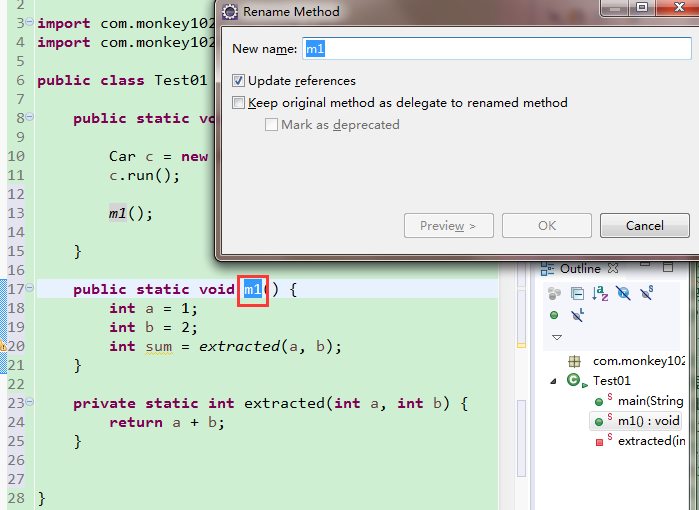 Rename Method
New name: m1
Update references
Keep original method as delegate to renamed method
Mark as deprecated
Preview >
OK
Cancel
2
3 import com.monkey102
4 import com.monkey102
5
6 public class Test01
7
8 public static vo
9
10 Car c = new
11 c.run();
12
13 m1();
14
15 }
16
17 public static void m1() {
18 int a = 1;
19 int b = 2;
20 int sum = extracted(a, b);
21 }
22
23 private static int extracted(int a, int b) {
24 return a + b;
25 }
26
27
28 }
Outline
com.monkey102
Test01
main(String
m1() : void
extracted(in